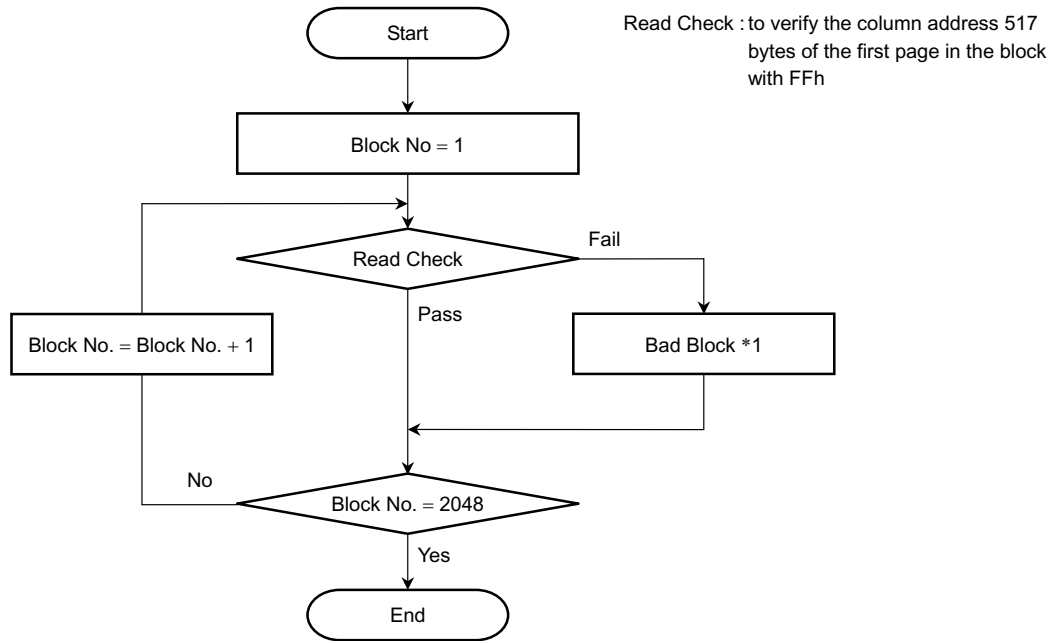 Start
Read Check : to verify the column address 517
bytes of the first page in the block
with FFh
Block No = 1
Read Check
Fail
Pass
Block No. = Block No. + 1
Bad Block *1
No
Block No. = 2048
Yes
End